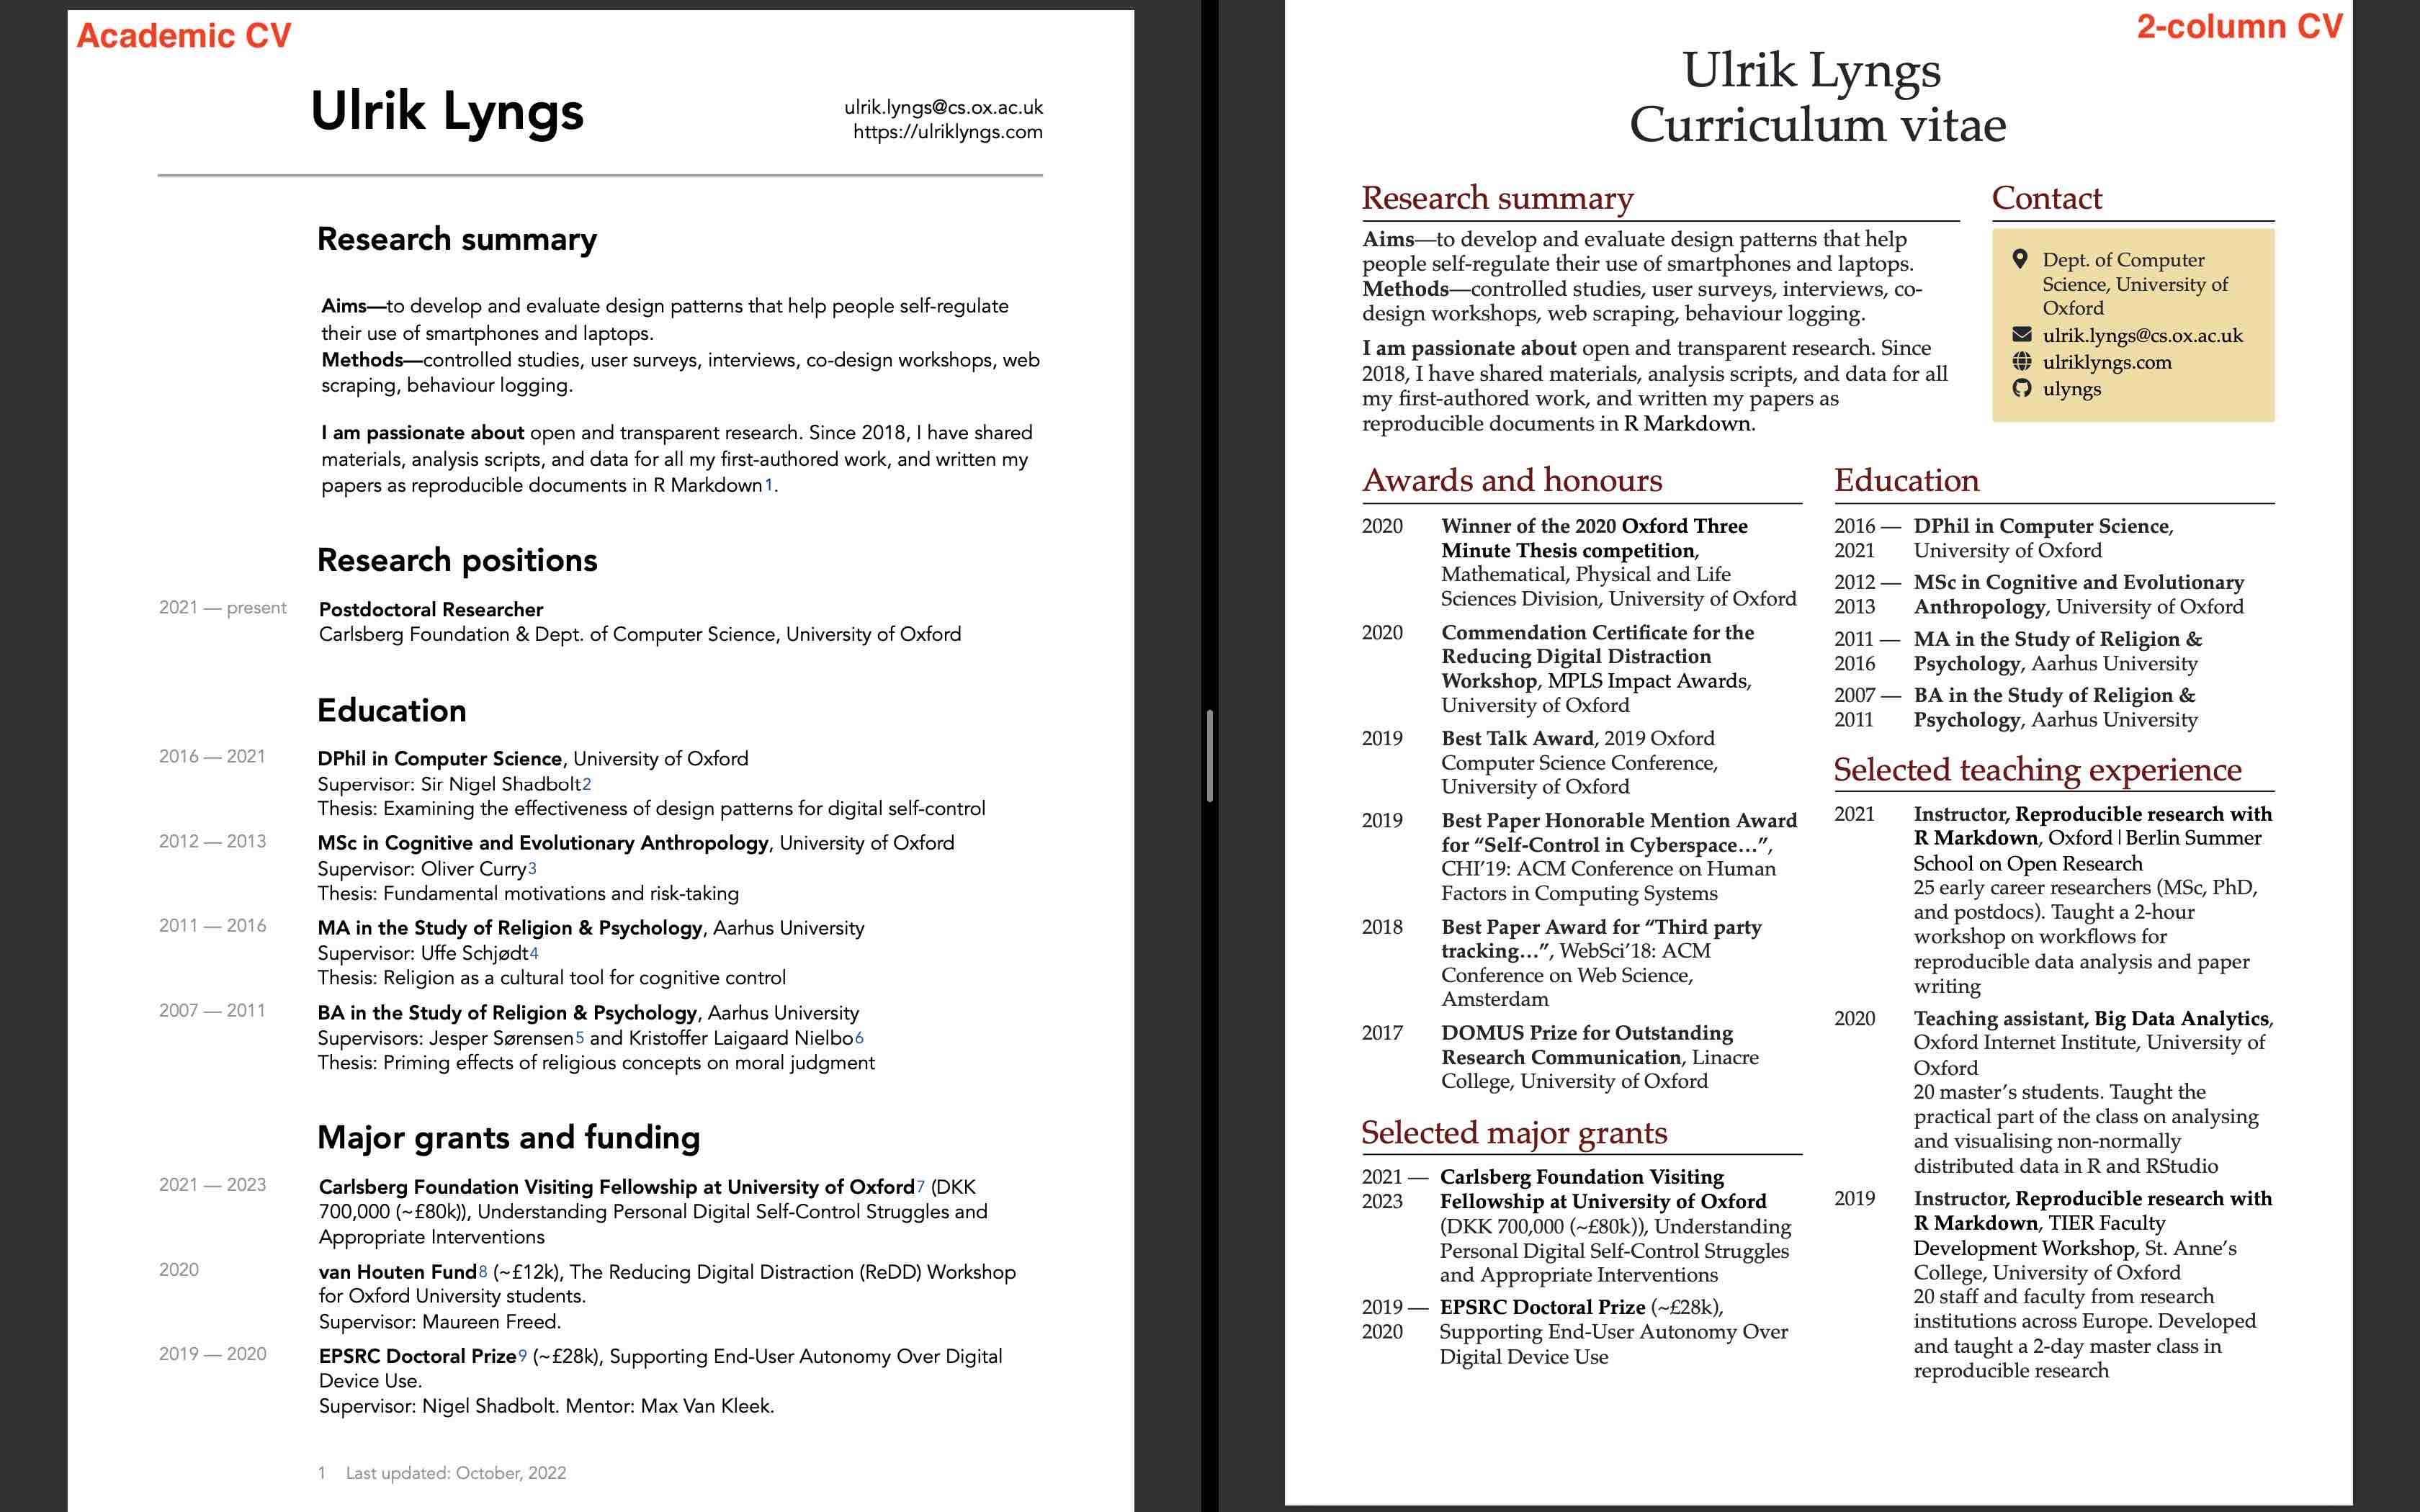 Academic CV
Ulrik Lyngs
ulrik.lyngs@cs.ox.ac.uk
https://ulriklyngs.com
Research summary
Aims—to develop and evaluate design patterns that help people self-regulate
their use of smartphones and laptops.
Methods—controlled studies, user surveys, interviews, co-design workshops, web
scraping, behaviour logging.
I am passionate about open and transparent research. Since 2018, I have shared
materials, analysis scripts, and data for all my first-authored work, and written my
papers as reproducible documents in R Markdown1.
Research positions
2021 — present Postdoctoral Researcher
Carlsberg Foundation & Dept. of Computer Science, University of Oxford
Education
2016 — 2021 DPhil in Computer Science, University of Oxford
Supervisor: Sir Nigel Shadbolt2
Thesis: Examining the effectiveness of design patterns for digital self-control
2012 — 2013 MSc in Cognitive and Evolutionary Anthropology, University of Oxford
Supervisor: Oliver Curry3
Thesis: Fundamental motivations and risk-taking
2011 — 2016 MA in the Study of Religion & Psychology, Aarhus University
Supervisor: Uffe Schjødt4
Thesis: Religion as a cultural tool for cognitive control
2007 — 2011 BA in the Study of Religion & Psychology, Aarhus University
Supervisors: Jesper Sørensen5 and Kristoffer Laigaard Nielbo6
Thesis: Priming effects of religious concepts on moral judgment
Major grants and funding
2021 — 2023 Carlsberg Foundation Visiting Fellowship at University of Oxford7 (DKK
700,000 (~£80k)), Understanding Personal Digital Self-Control Struggles and
Appropriate Interventions
2020 van Houten Fund8 (~£12k), The Reducing Digital Distraction (ReDD) Workshop
for Oxford University students.
Supervisor: Maureen Freed.
2019 — 2020 EPSRC Doctoral Prize9 (~£28k), Supporting End-User Autonomy Over Digital
Device Use.
Supervisor: Nigel Shadbolt. Mentor: Max Van Kleek.
1 Last updated: October, 2022
2-column CV
Ulrik Lyngs
Curriculum vitae
Research summary
Aims—to develop and evaluate design patterns that help
people self-regulate their use of smartphones and laptops.
Methods—controlled studies, user surveys, interviews, co-
design workshops, web scraping, behaviour logging.
I am passionate about open and transparent research. Since
2018, I have shared materials, analysis scripts, and data for all
my first-authored work, and written my papers as
reproducible documents in R Markdown.
Contact
Dept. of Computer
Science, University of
Oxford
ulrik.lyngs@cs.ox.ac.uk
ulriklyngs.com
ulyngs
Awards and honours
2020 Winner of the 2020 Oxford Three
Minute Thesis competition,
Mathematical, Physical and Life
Sciences Division, University of Oxford
2020 Commendation Certificate for the
Reducing Digital Distraction
Workshop, MPLS Impact Awards,
University of Oxford
2019 Best Talk Award, 2019 Oxford
Computer Science Conference,
University of Oxford
2019 Best Paper Honorable Mention Award
for “Self-Control in Cyberspace…”,
CHI’19: ACM Conference on Human
Factors in Computing Systems
2018 Best Paper Award for “Third party
tracking…”, WebSci’18: ACM
Conference on Web Science,
Amsterdam
2017 DOMUS Prize for Outstanding
Research Communication, Linacre
College, University of Oxford
Selected major grants
2021 — Carlsberg Foundation Visiting
2023 Fellowship at University of Oxford
(DKK 700,000 (~£80k)), Understanding
Personal Digital Self-Control Struggles
and Appropriate Interventions
2019 — EPSRC Doctoral Prize (~£28k),
2020 Supporting End-User Autonomy Over
Digital Device Use
Education
2016 — DPhil in Computer Science,
2021 University of Oxford
2012 — MSc in Cognitive and Evolutionary
2013 Anthropology, University of Oxford
2011 — MA in the Study of Religion &
2016 Psychology, Aarhus University
2007 — BA in the Study of Religion &
2011 Psychology, Aarhus University
Selected teaching experience
2021 Instructor, Reproducible research with
R Markdown, Oxford | Berlin Summer
School on Open Research
25 early career researchers (MSc, PhD,
and postdocs). Taught a 2-hour
workshop on workflows for
reproducible data analysis and paper
writing
2020 Teaching assistant, Big Data Analytics,
Oxford Internet Institute, University of
Oxford
20 master’s students. Taught the
practical part of the class on analysing
and visualising non-normally
distributed data in R and RStudio
2019 Instructor, Reproducible research with
R Markdown, TIER Faculty
Development Workshop, St. Anne’s
College, University of Oxford
20 staff and faculty from research
institutions across Europe. Developed
and taught a 2-day master class in
reproducible research